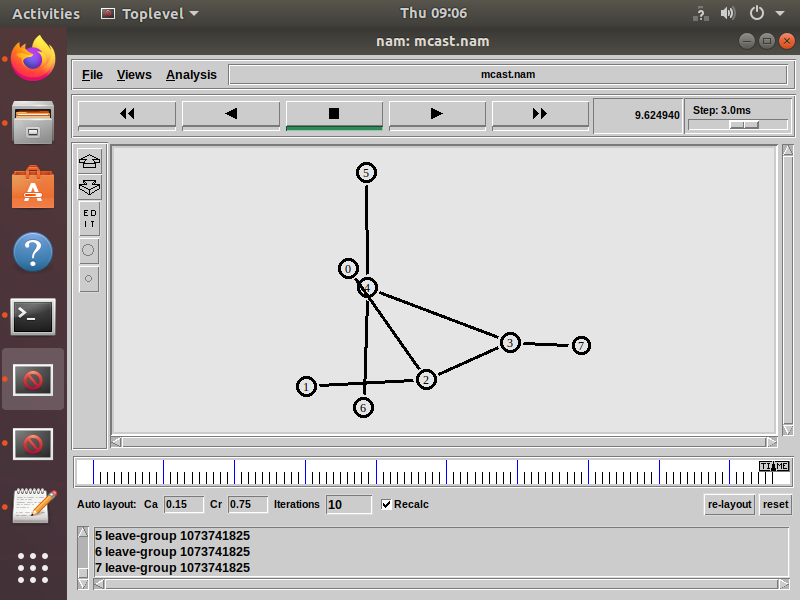 Activities Toplevel Thu 09:06
nam: mcast.nam
File Views Analysis mcast.nam
9.624940 Step: 3.0ms
E D
I T
5
0
4
3
7
2
1
6
TIME
Auto layout: Ca 0.15 Cr 0.75 Iterations 10 Recalc re-layout reset
5 leave-group 1073741825
6 leave-group 1073741825
7 leave-group 1073741825